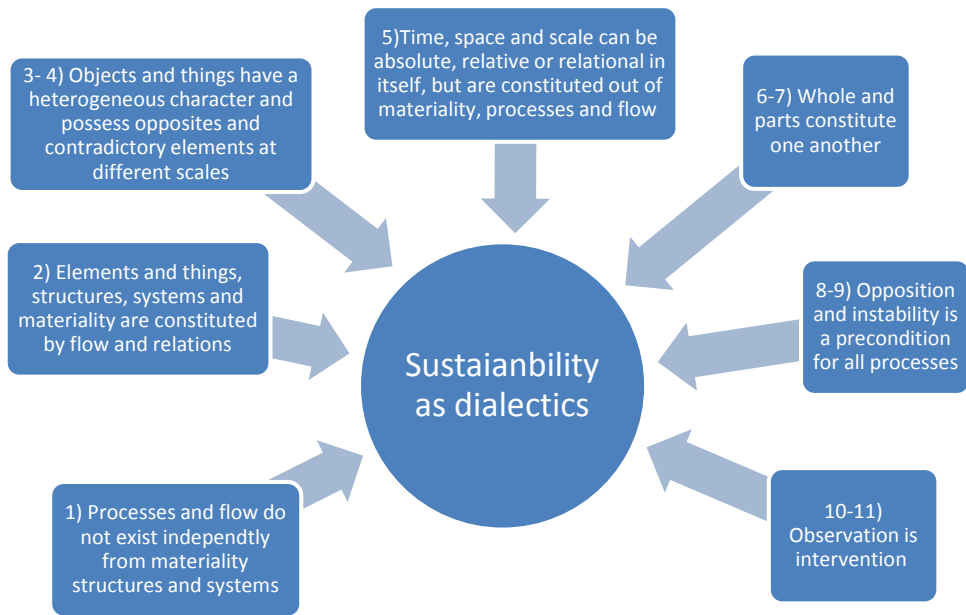 3- 4) Objects and things have a
heterogeneous character and
possess opposites and
contradictory elements at
different scales
5)Time, space and scale can be
absolute, relative or relational in
itself, but are constituted out of
materiality, processes and flow
6-7) Whole and
parts constitute
one another
2) Elements and things,
structures, systems and
materiality are constituted
by flow and relations
8-9) Opposition
and instability is
a precondition
for all processes
Sustaianbility
as dialectics
1) Processes and flow do
not exist independtly
from materiality
structures and systems
10-11)
Observation is
intervention